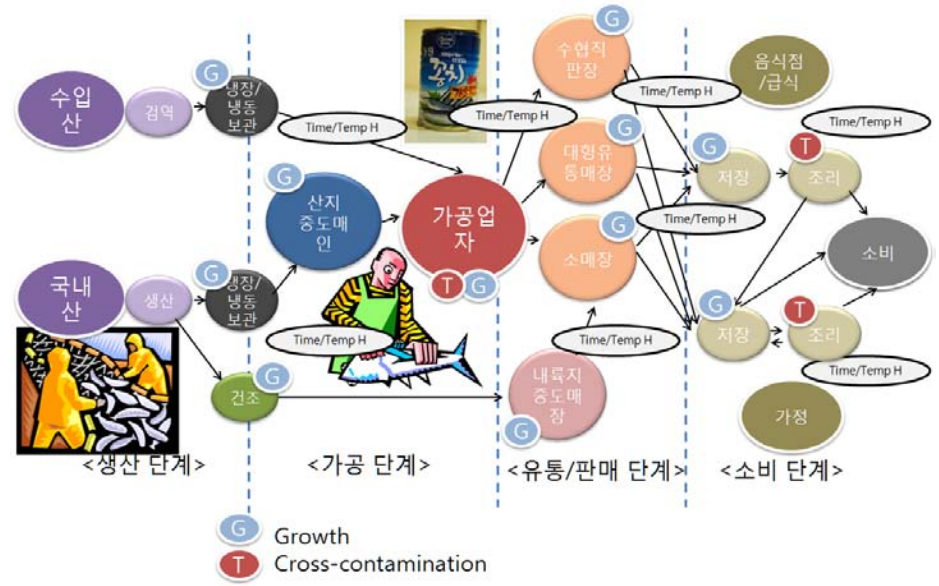 수입
산
검역
G
냉장/
냉동
보관
Time/Temp H
꽁치
Time/Temp H
G
수협직
판장
Time/Temp H
음식점
/급식
Time/Temp H
G
산지
중도매
인
가공업
자
T
G
G
대형유
통매장
G
저장
T
조리
Time/Temp H
G
소매장
소비
국내
산
생산
G
냉장/
냉동
보관
Time/Temp H
Time/Temp H
G
저장
T
조리
Time/Temp H
G
건조
내륙지
중도매
장
G
가정
<생산 단계>
<가공 단계>
<유통/판매 단계>
<소비 단계>
G Growth
T Cross-contamination